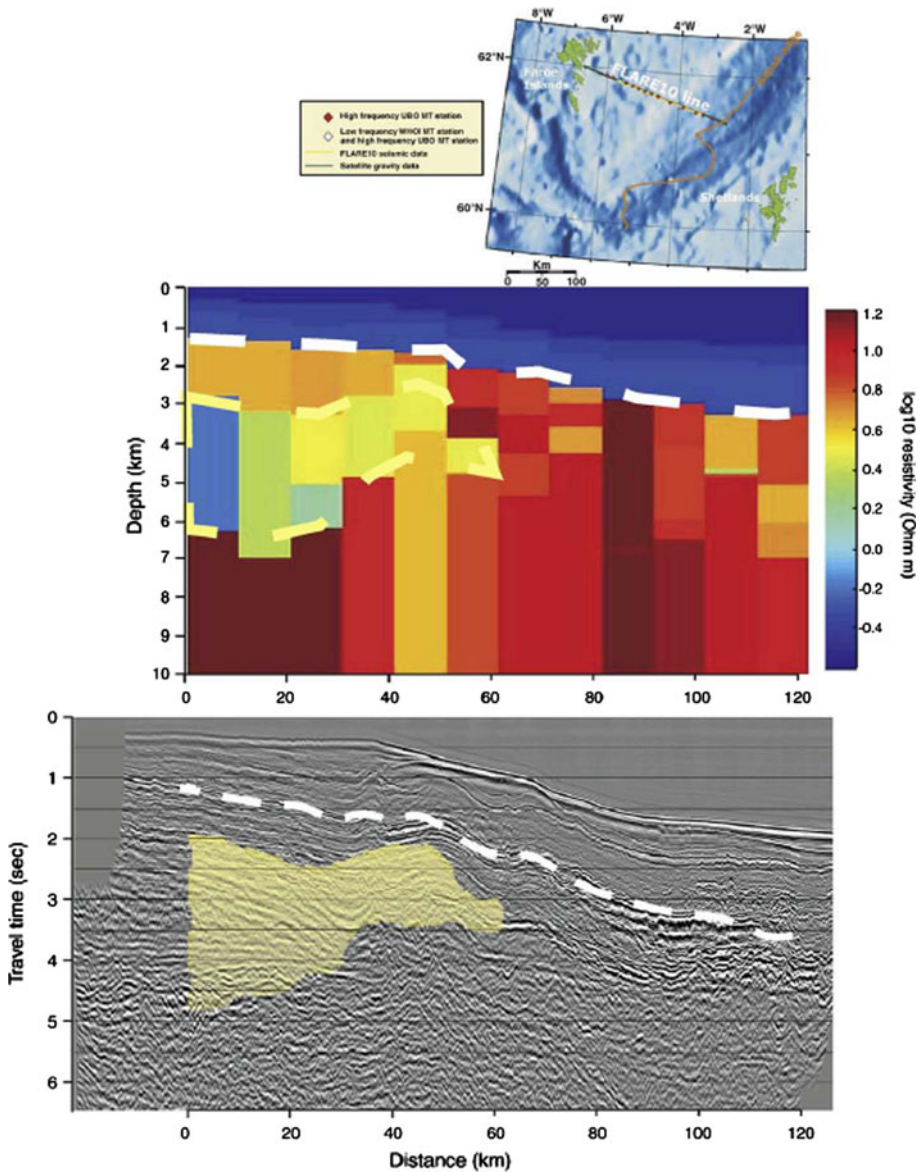 8°W 6°W 4°W 2°W
62°N
Faroe
Islands
FLARE10 line
Shetlands
60°N
Km
0 50 100
High frequency UBO MT station
Low frequency WHOI MT station
and high frequency UBO MT station
FLARE10 seismic data
Satellite gravity data
0
1
2
3
4
5
6
7
8
9
10
Depth (km)
0 20 40 60 80 100 120
1.2
1.0
0.8
0.6
0.4
0.2
0.0
-0.2
-0.4
log10 resistivity (Ohm m)
0
1
2
3
4
5
6
Travel time (sec)
0 20 40 60 80 100 120
Distance (km)